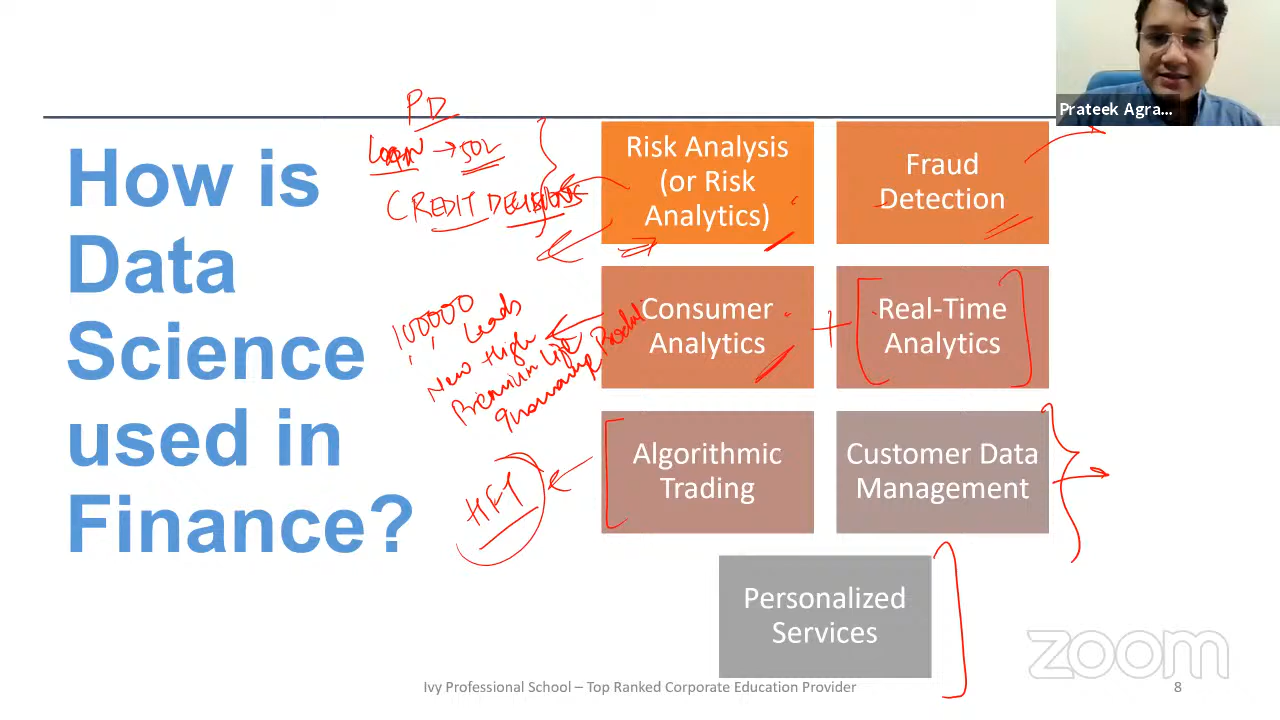 Prateek Agra...
How is
Data
Science
used in
Finance?
PD
Loan → 50L
CREDIT DECISIONS
Risk Analysis
(or Risk
Analytics)
Fraud
Detection
100000
Leads
New High
Premium Life
Insurance Product
Consumer
Analytics
+
Real-Time
Analytics
HFT
Algorithmic
Trading
Customer Data
Management
Personalized
Services
zoom
Ivy Professional School – Top Ranked Corporate Education Provider
8